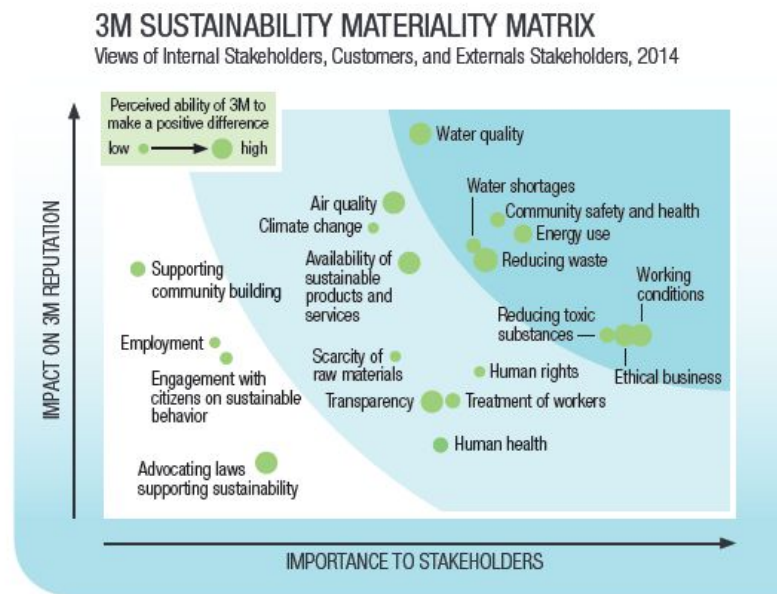 3M SUSTAINABILITY MATERIALITY MATRIX
Views of Internal Stakeholders, Customers, and Externals Stakeholders, 2014
Perceived ability of 3M to
make a positive difference
low
high
Water quality
Water shortages
Air quality
Community safety and health
Climate change
Energy use
Availability of
sustainable
products and
services
Reducing waste
Supporting
community building
Working
conditions
Reducing toxic
substances
Employment
Ethical business
Engagement with
citizens on sustainable
behavior
Scarcity of
raw materials
Human rights
Transparency
Treatment of workers
Human health
Advocating laws
supporting sustainability
IMPACT ON 3M REPUTATION
IMPORTANCE TO STAKEHOLDERS